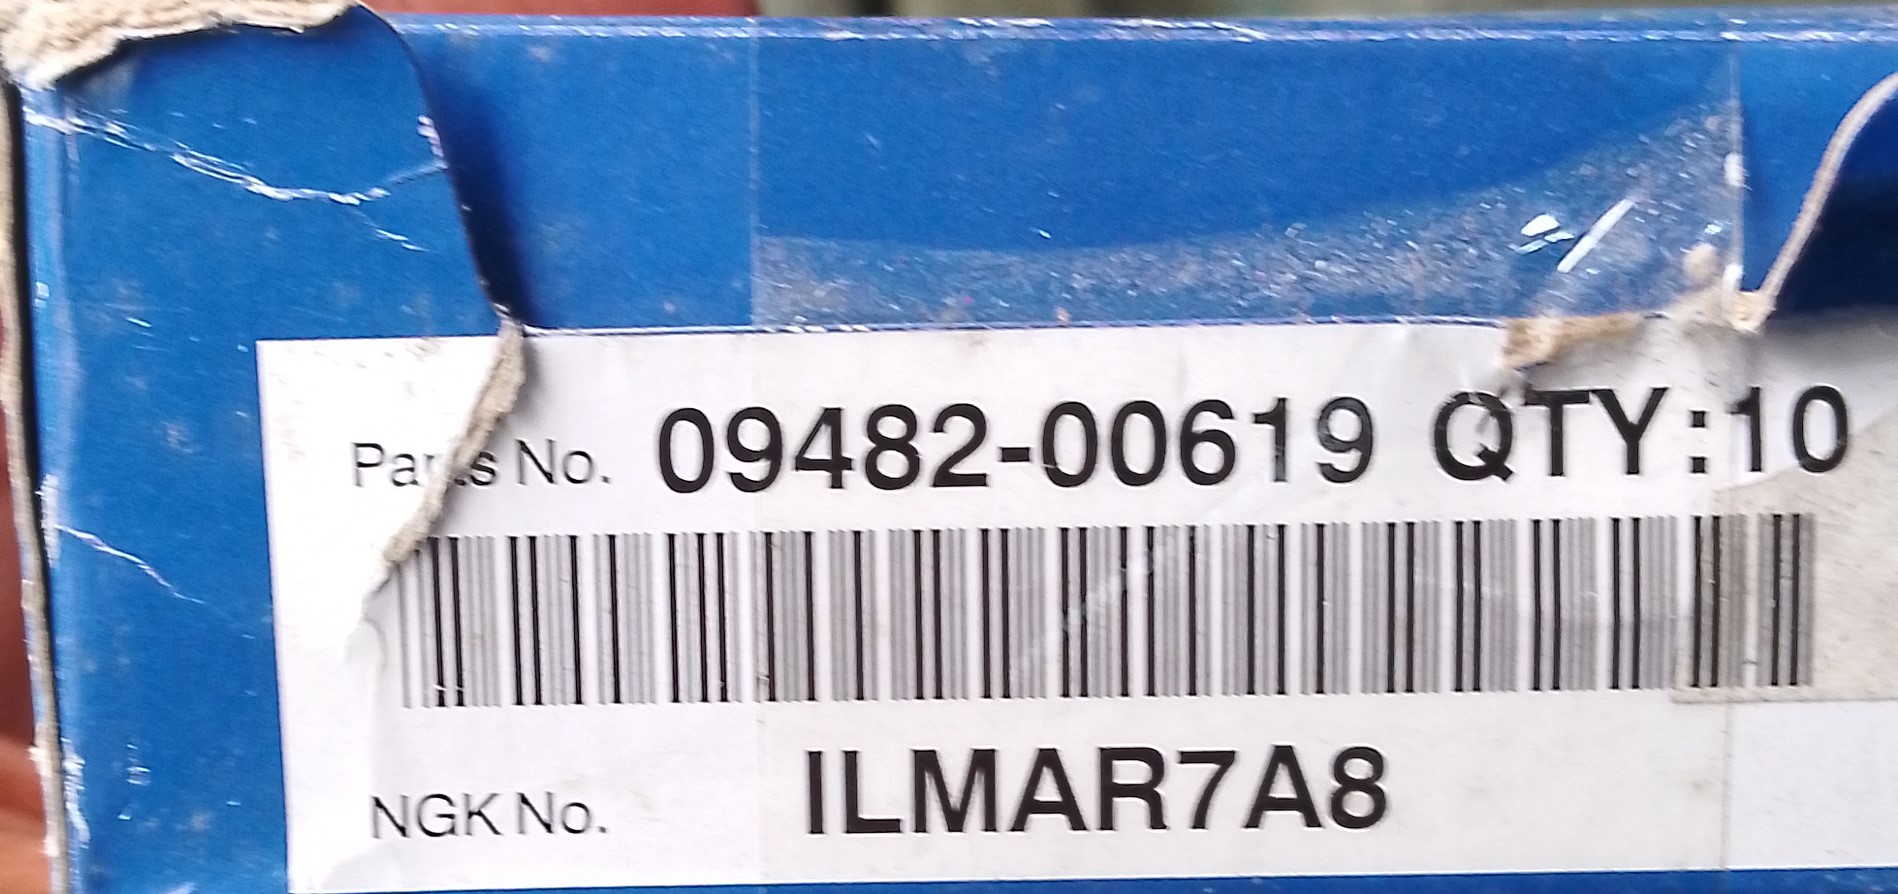 Parts No. 09482-00619 QTY:10
NGK No. ILMAR7A8